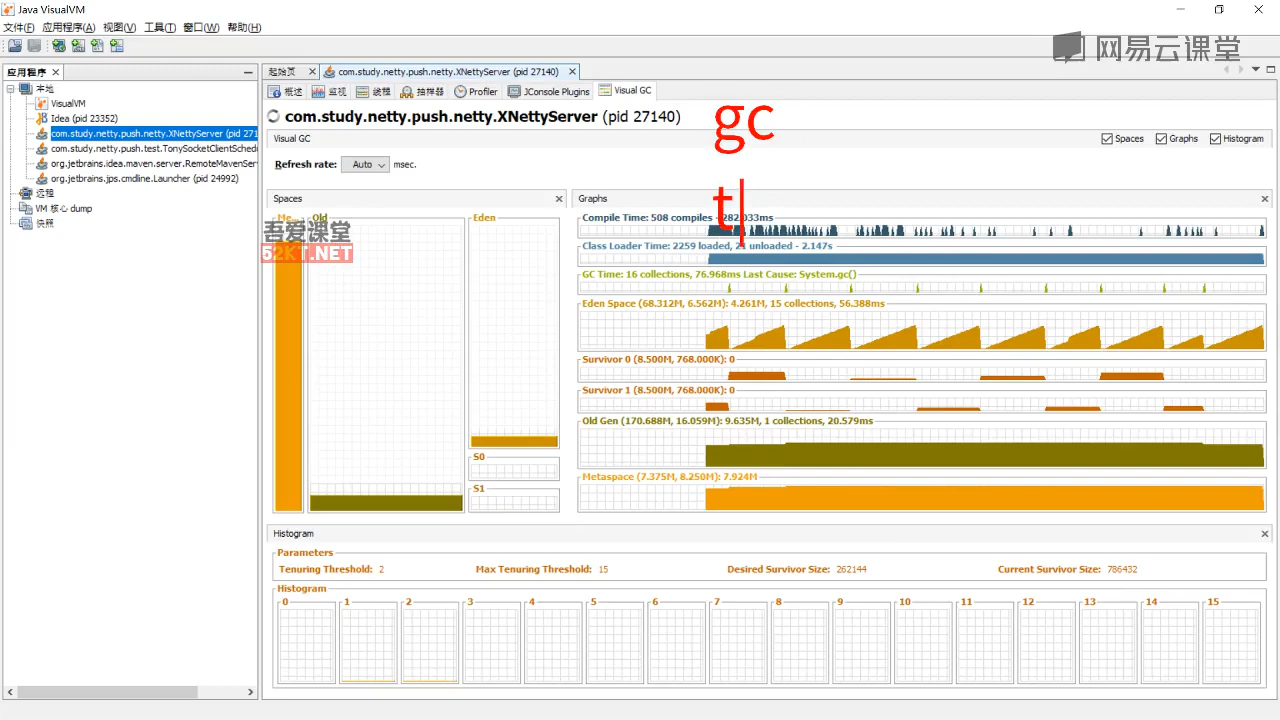 Java VisualVM
文件(F) 应用程序(A) 视图(V) 工具(T) 窗口(W) 帮助(H)
网易云课堂
应用程序
起始页 com.study.netty.push.netty.XNettyServer (pid 27140)
本地
VisualVM
Idea (pid 23352)
com.study.netty.push.netty.XNettyServer (pid 271
com.study.netty.push.test.TonySocketClientSched
org.jetbrains.idea.maven.server.RemoteMavenServ
org.jetbrains.jps.cmdline.Launcher (pid 24992)
远程
VM 核心 dump
快照
概述 监视 线程 抽样器 Profiler JConsole Plugins Visual GC
com.study.netty.push.netty.XNettyServer (pid 27140)
gc
Visual GC Spaces Graphs Histogram
Refresh rate: Auto msec.
t
Spaces
Me... Old Eden
吾爱课堂
52KT.NET
S0
S1
Graphs
Compile Time: 508 compiles - 282.033ms
Class Loader Time: 2259 loaded, 21 unloaded - 2.147s
GC Time: 16 collections, 76.968ms Last Cause: System.gc()
Eden Space (68.312M, 6.562M): 4.261M, 15 collections, 56.388ms
Survivor 0 (8.500M, 768.000K): 0
Survivor 1 (8.500M, 768.000K): 0
Old Gen (170.688M, 16.059M): 9.635M, 1 collections, 20.579ms
Metaspace (7.375M, 8.250M): 7.924M
Histogram
Parameters
Tenuring Threshold: 2 Max Tenuring Threshold: 15 Desired Survivor Size: 262144 Current Survivor Size: 786432
Histogram
0 1 2 3 4 5 6 7 8 9 10 11 12 13 14 15